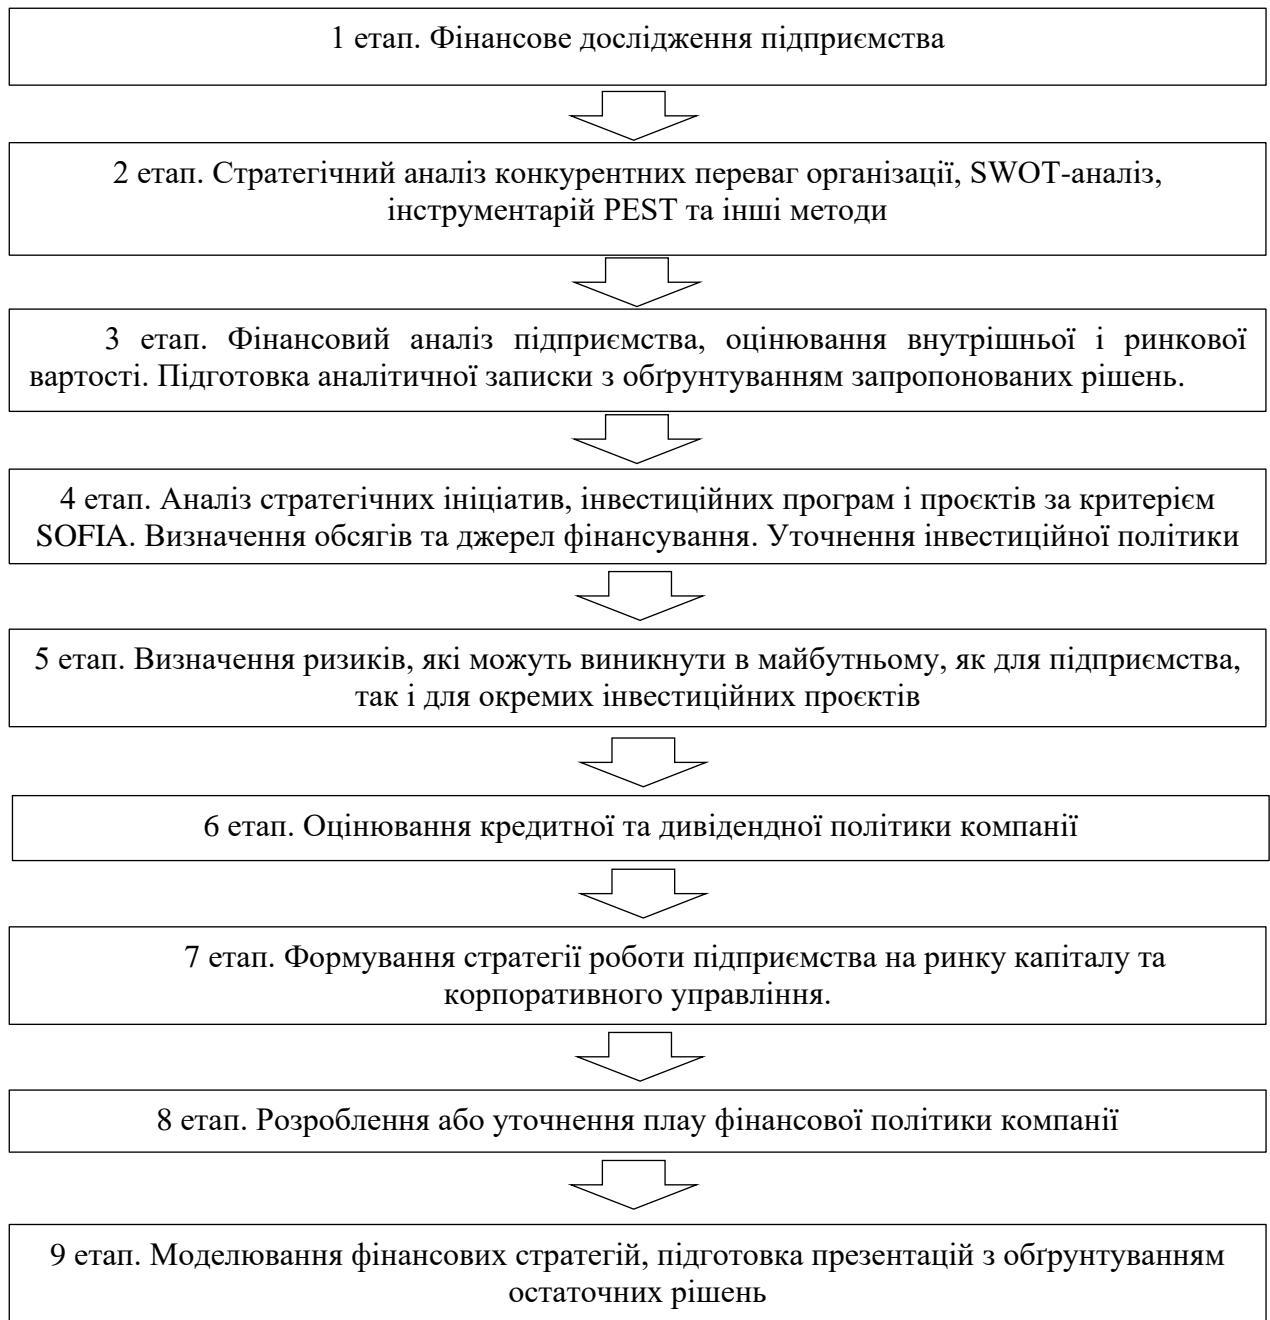 1 етап. Фінансове дослідження підприємства
2 етап. Стратегічний аналіз конкурентних переваг організації, SWOT-аналіз,
інструментарій PEST та інші методи
3 етап. Фінансовий аналіз підприємства, оцінювання внутрішньої і ринкової
вартості. Підготовка аналітичної записки з обґрунтуванням запропонованих рішень.
4 етап. Аналіз стратегічних ініціатив, інвестиційних програм і проєктів за критерієм
SOFIA. Визначення обсягів та джерел фінансування. Уточнення інвестиційної політики
5 етап. Визначення ризиків, які можуть виникнути в майбутньому, як для підприємства,
так і для окремих інвестиційних проєктів
6 етап. Оцінювання кредитної та дивідендної політики компанії
7 етап. Формування стратегії роботи підприємства на ринку капіталу та
корпоративного управління.
8 етап. Розроблення або уточнення плау фінансової політики компанії
9 етап. Моделювання фінансових стратегій, підготовка презентацій з обґрунтуванням
остаточних рішень